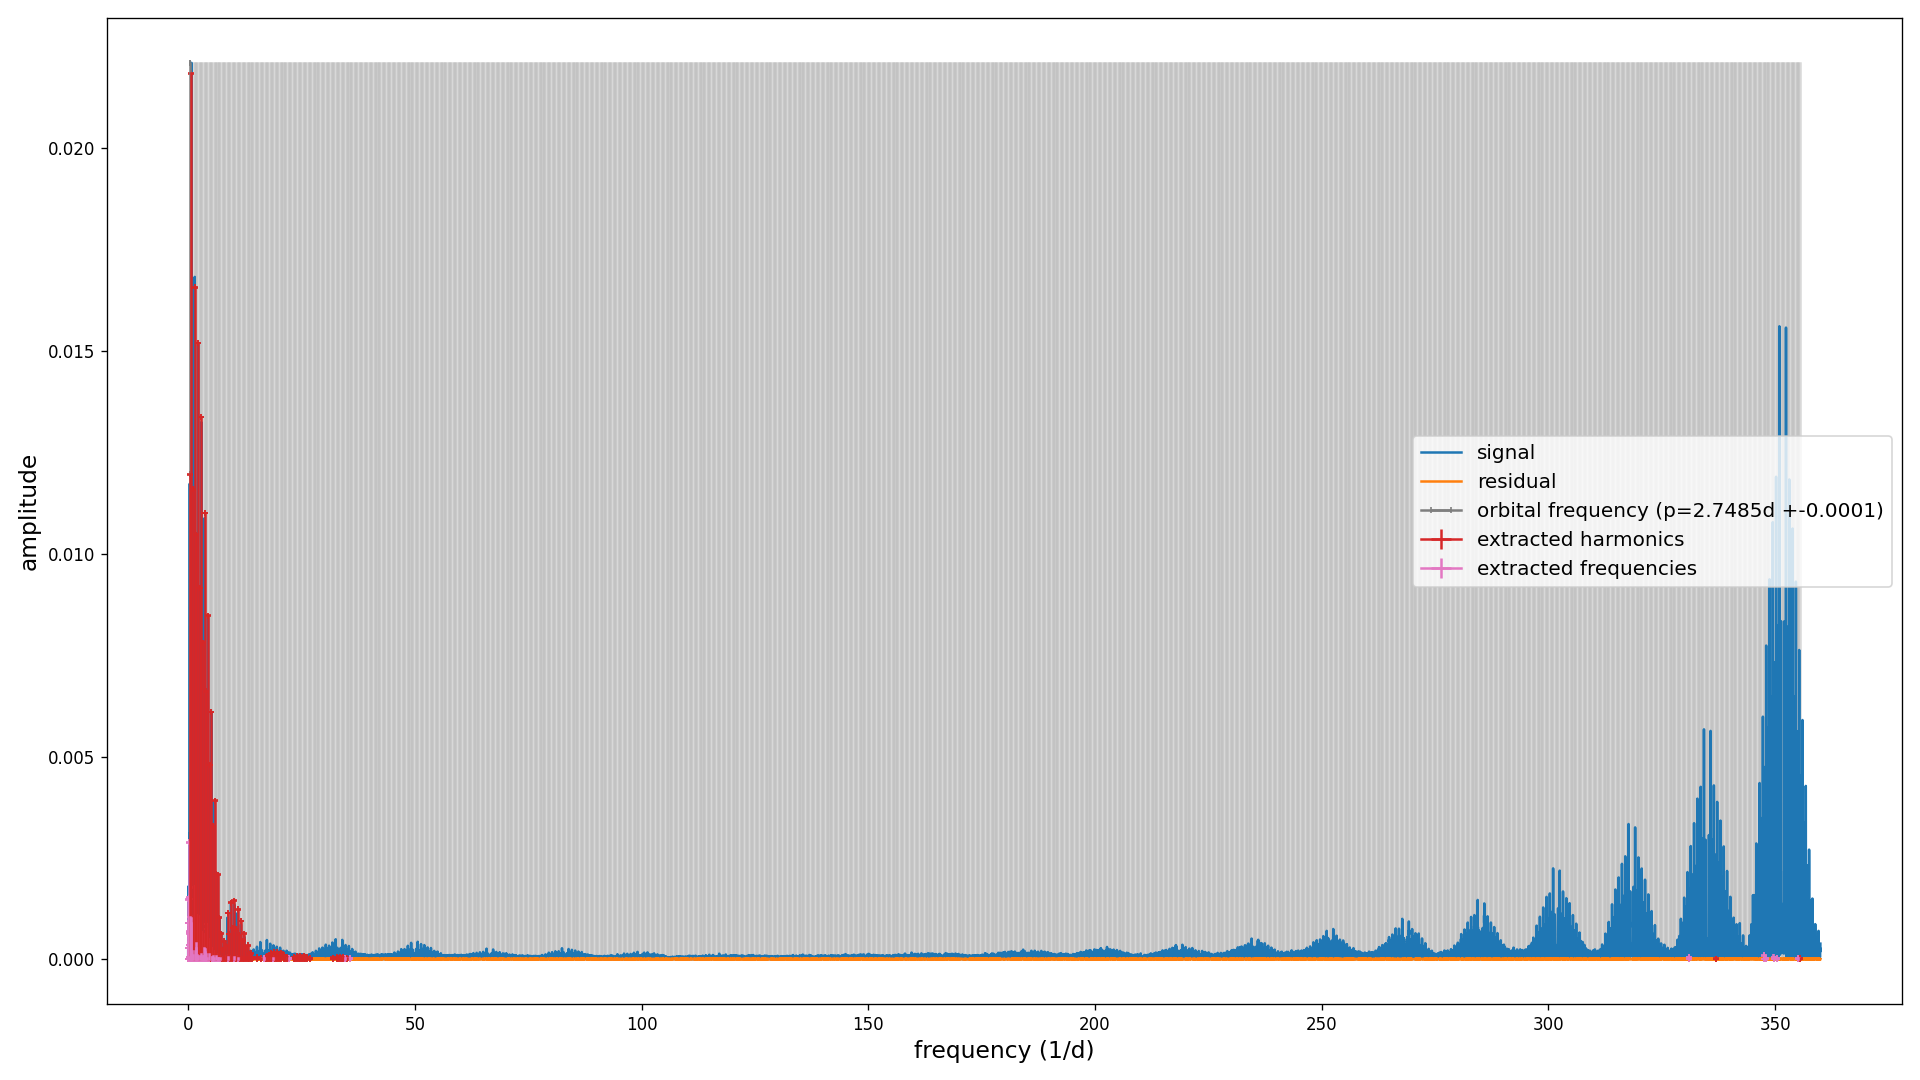 0.020
0.015
0.010
0.005
0.000
amplitude
signal
residual
orbital frequency (p=2.7485d +-0.0001)
extracted harmonics
extracted frequencies
0 50 100 150 200 250 300 350
frequency (1/d)